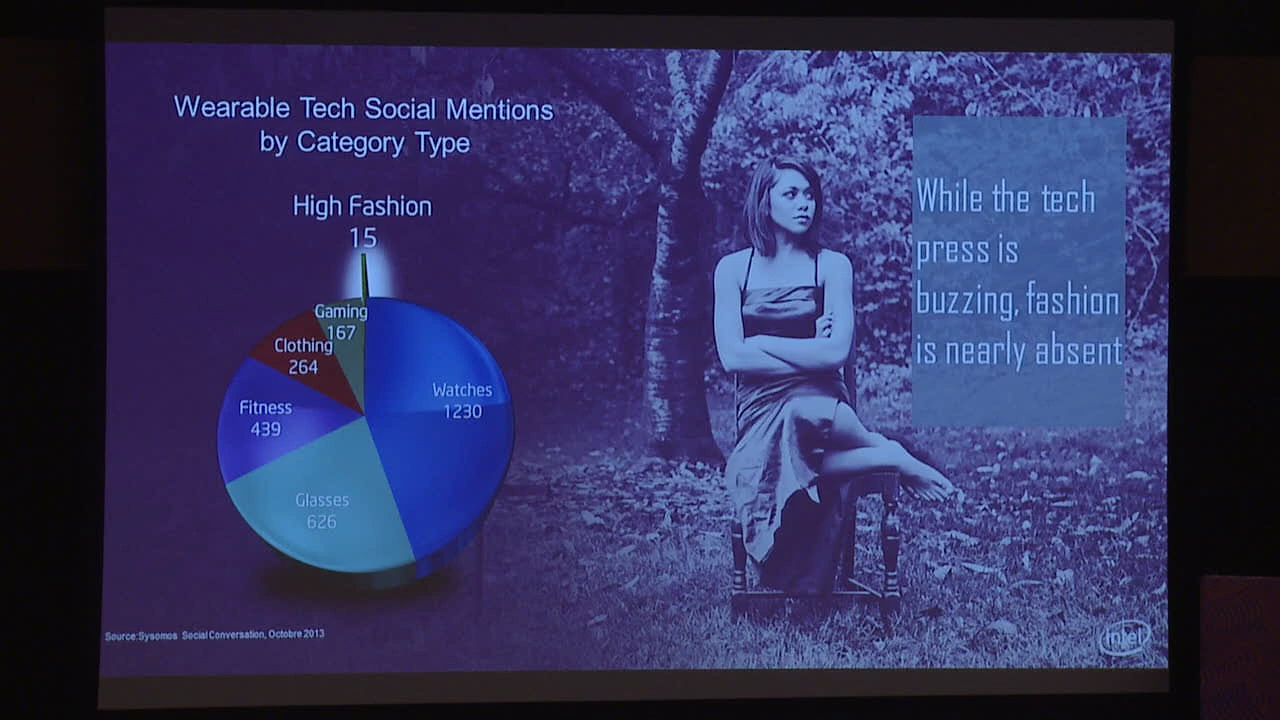 Wearable Tech Social Mentions
by Category Type
High Fashion
15
Gaming
167
Clothing
264
Watches
1230
Fitness
439
Glasses
626
While the tech
press is
buzzing, fashion
is nearly absent
Source:Sysomos Social Conversation, Octobre 2013
intel